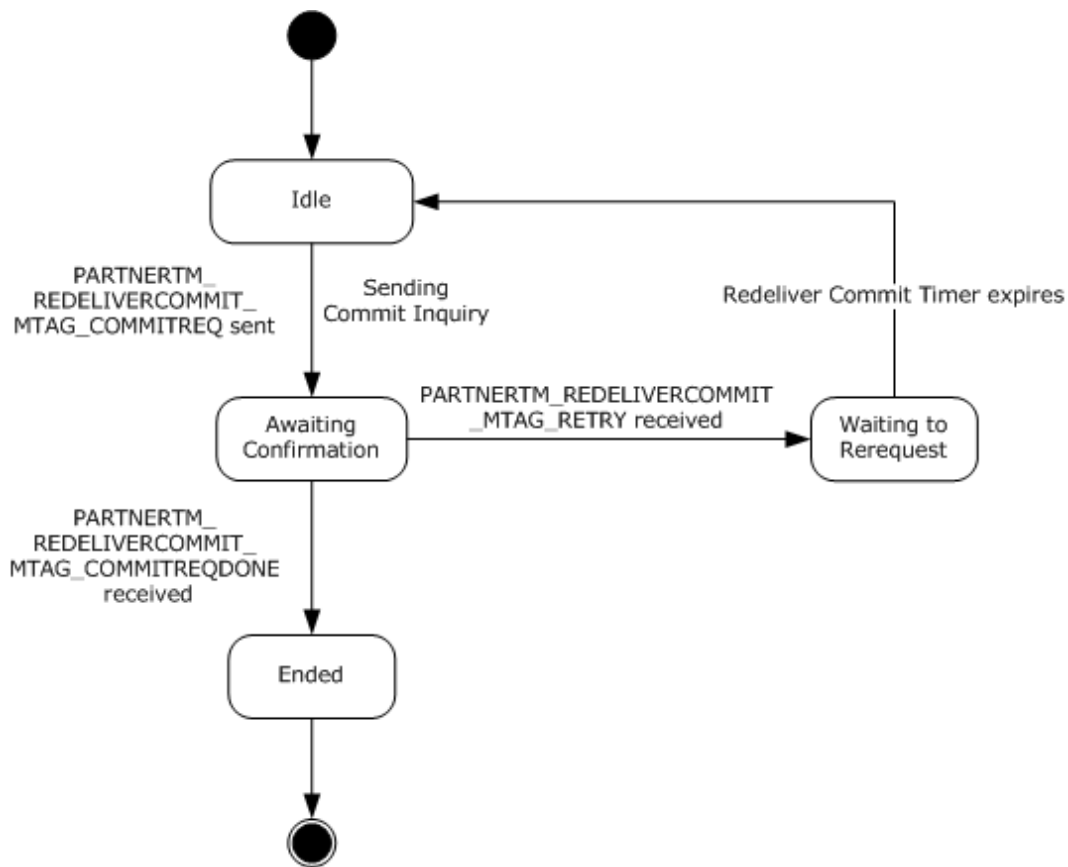 Idle
PARTNERTM_
REDELIVERCOMMIT_
MTAG_COMMITREQ sent
Sending
Commit Inquiry
Redeliver Commit Timer expires
Awaiting
Confirmation
PARTNERTM_REDELIVERCOMMIT
_MTAG_RETRY received
Waiting to
Rerequest
PARTNERTM_
REDELIVERCOMMIT_
MTAG_COMMITREQDONE
received
Ended